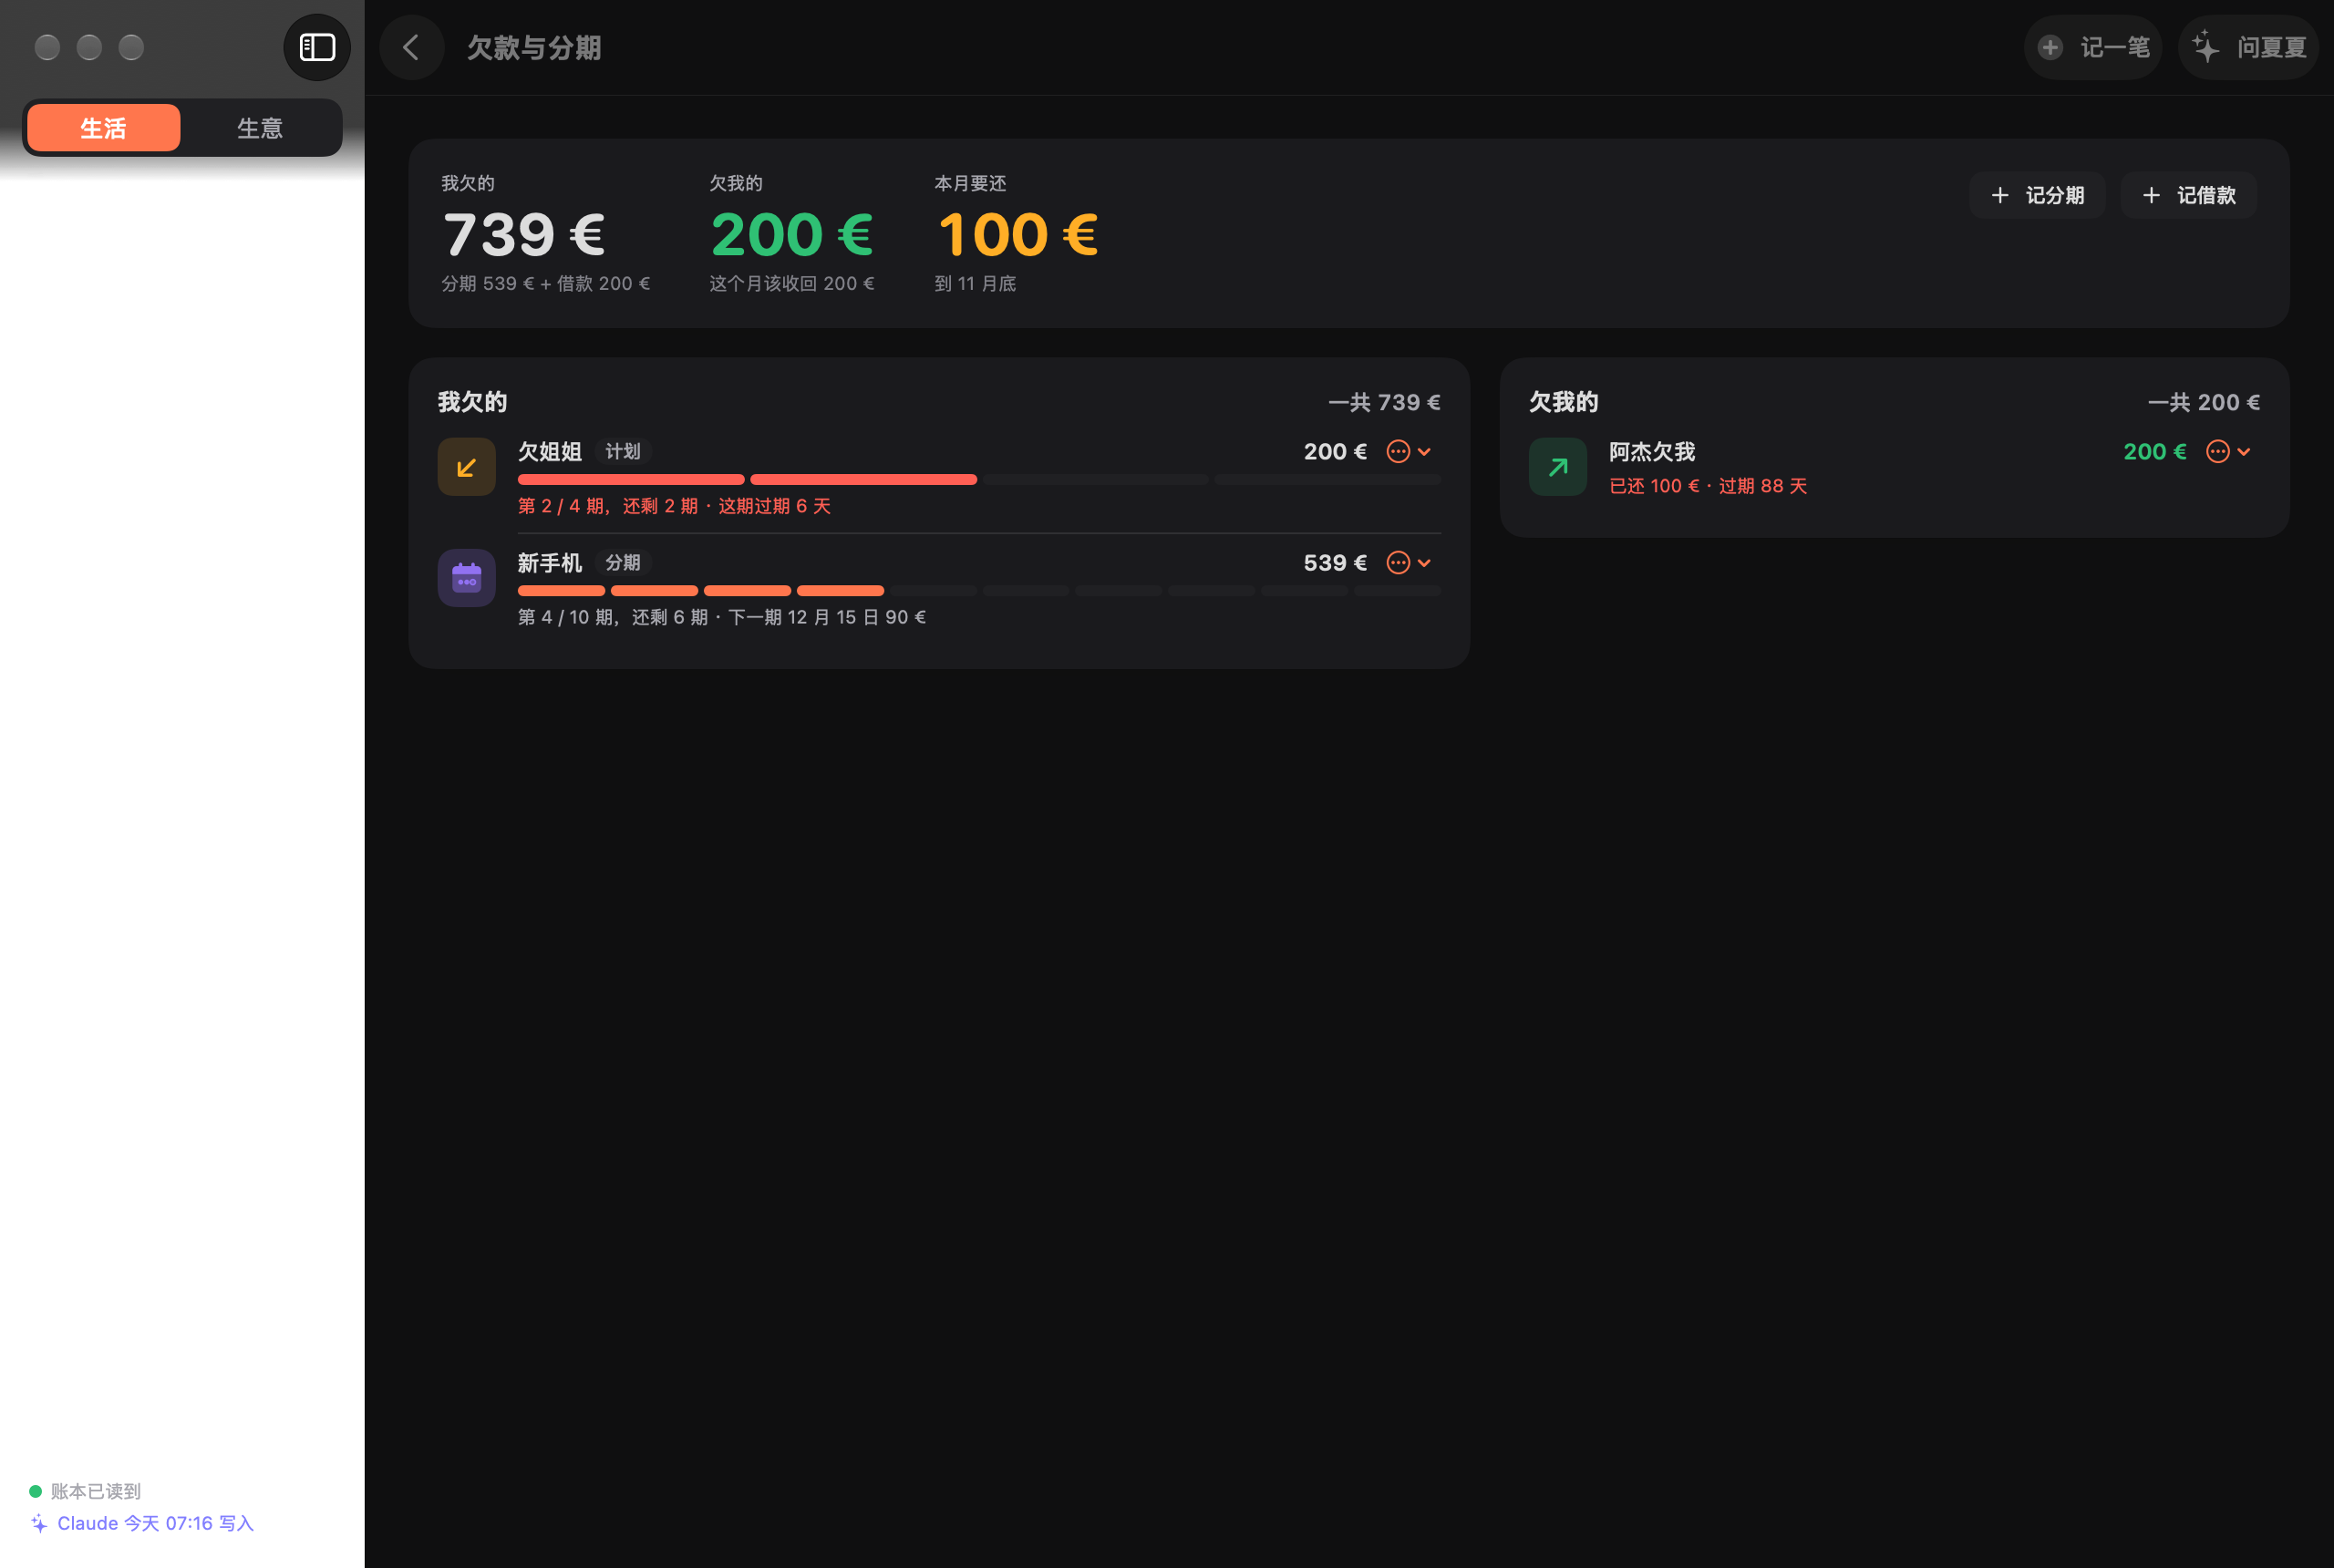 欠款与分期
记一笔
问夏夏
生活
生意
我欠的
739 €
分期 539 € + 借款 200 €
欠我的
200 €
这个月该收回 200 €
本月要还
100 €
到 11 月底
记分期
记借款
我欠的
一共 739 €
欠姐姐 计划
200 €
第 2 / 4 期，还剩 2 期 · 这期过期 6 天
新手机 分期
539 €
第 4 / 10 期，还剩 6 期 · 下一期 12 月 15 日 90 €
欠我的
一共 200 €
阿杰欠我
200 €
已还 100 € · 过期 88 天
账本已读到
Claude 今天 07:16 写入